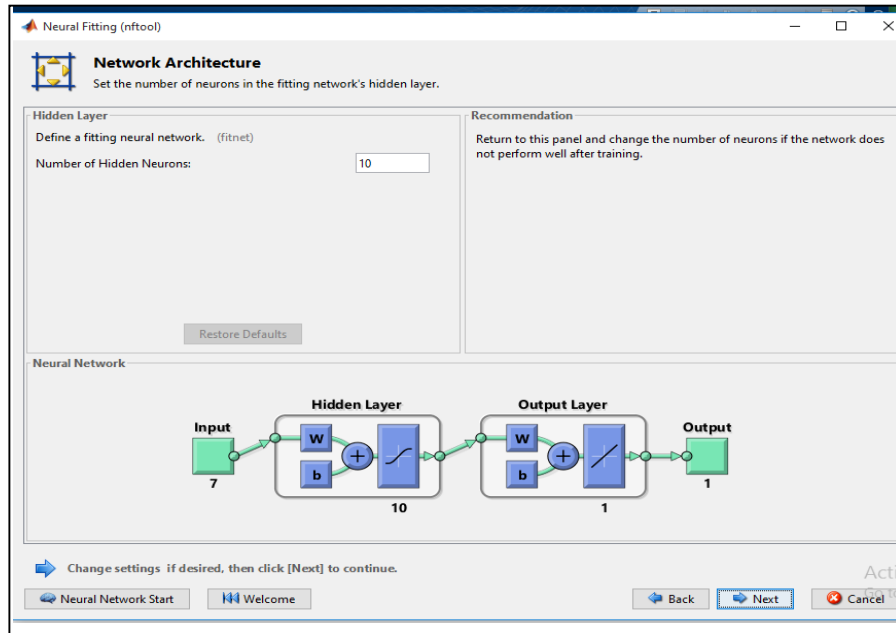 Neural Fitting (nftool)
Network Architecture
Set the number of neurons in the fitting network's hidden layer.
Hidden Layer
Define a fitting neural network. (fitnet)
Number of Hidden Neurons: 10
Restore Defaults
Recommendation
Return to this panel and change the number of neurons if the network does
not perform well after training.
Neural Network
Hidden Layer
Output Layer
Input
Output
W
b
+
W
b
+
7
10
1
1
Change settings if desired, then click [Next] to continue.
Neural Network Start
Welcome
Back
Next
Cancel